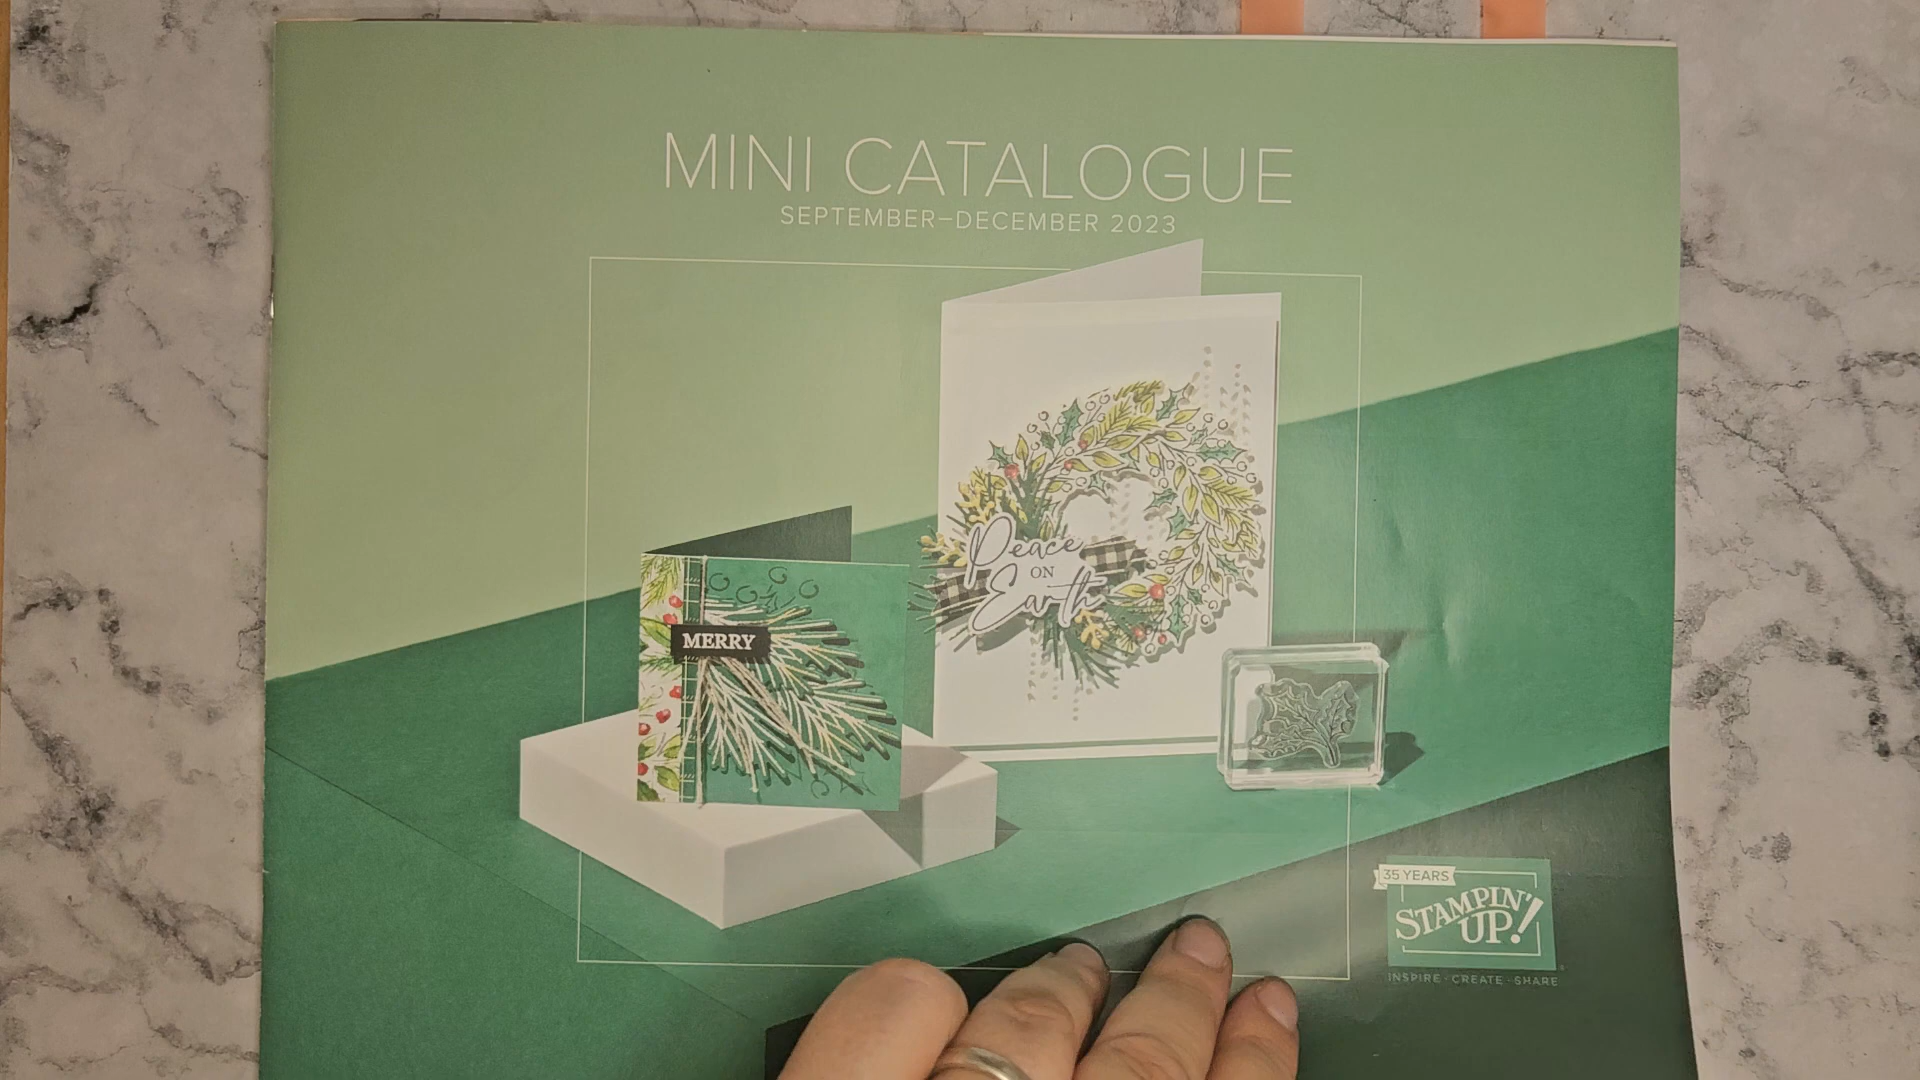 MINI CATALOGUE
SEPTEMBER–DECEMBER 2023
Peace
ON
Earth
MERRY
35 YEARS
STAMPIN'
UP!
INSPIRE · CREATE · SHARE